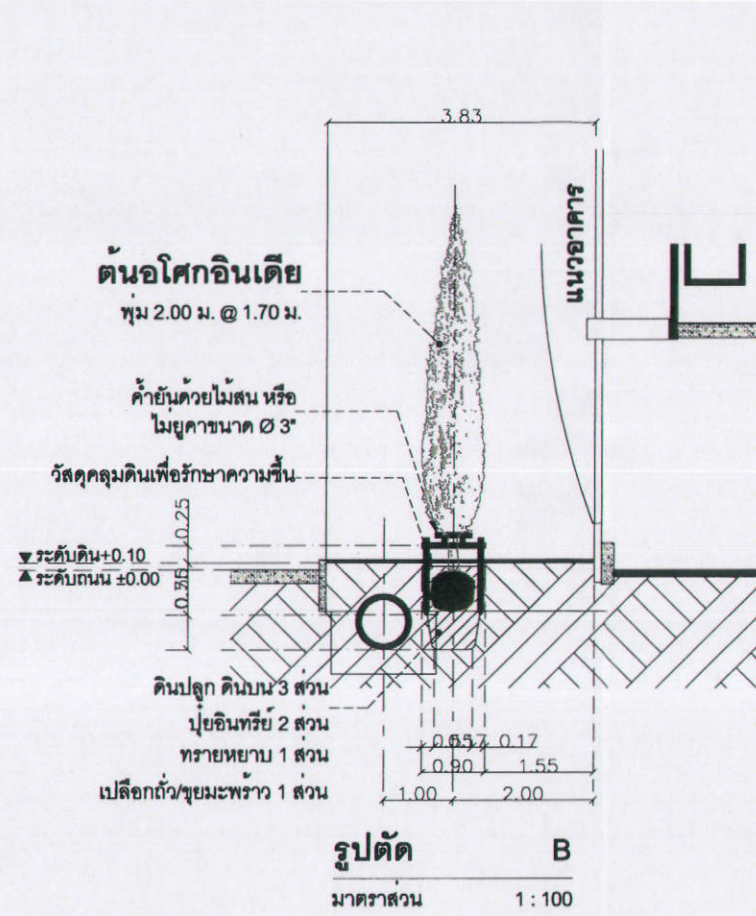 3.83
แนวอาคาร
ต้นอโศกอินเดีย
พุ่ม 2.00 ม. @ 1.70 ม.
ค้ำยันด้วยไม้สน หรือ
ไม้ยูคาขนาด Ø 3"
วัสดุคลุมดินเพื่อรักษาความชื้น
0.25
ระดับดิน+0.10
ระดับถนน ±0.00
ดินปลูก ดินบน 3 ส่วน
ปุ๋ยอินทรีย์ 2 ส่วน
ทรายหยาบ 1 ส่วน
เปลือกถั่ว/ขุยมะพร้าว 1 ส่วน
0.17
0.90 1.55
1.00 2.00
รูปตัด B
มาตราส่วน 1 : 100